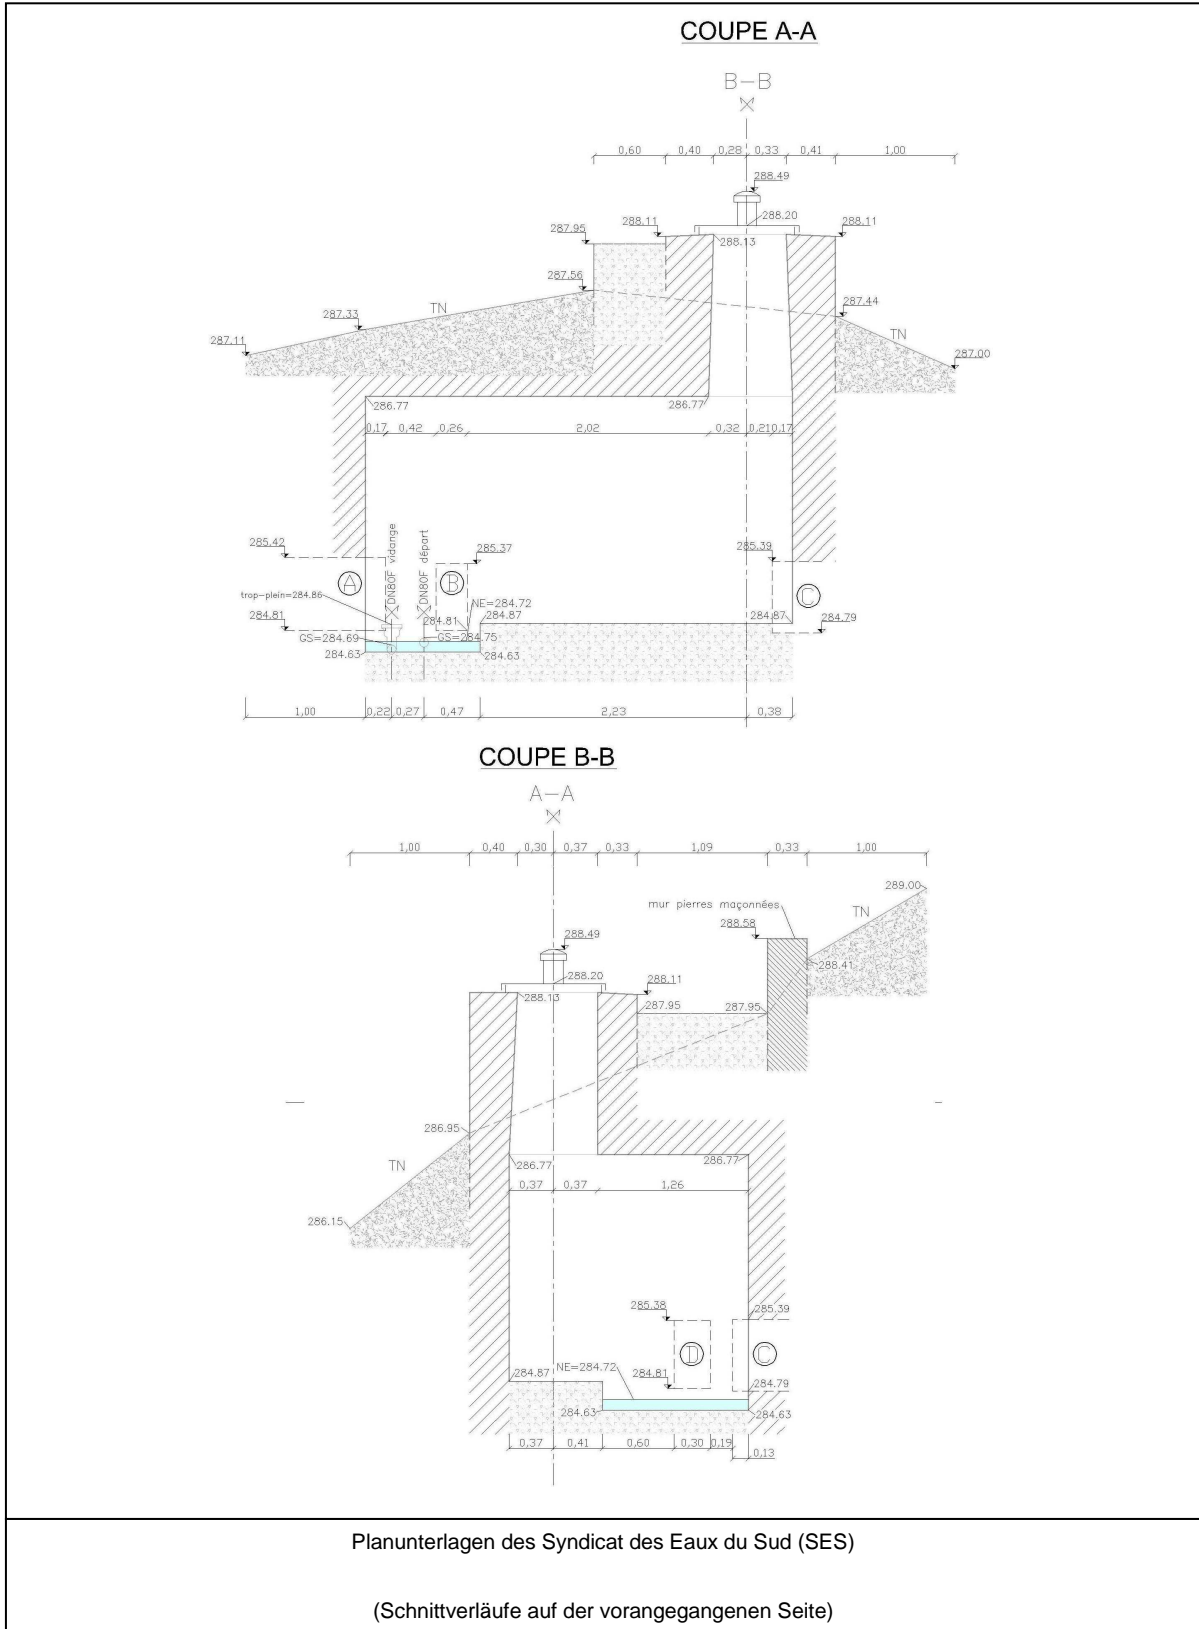 COUPE A-A
B-B
0,60 0,40 0,28 0,33 0,41 1,00
288.49
288.20
287.95 288.11 288.13 288.11
287.56
TN
287.33
287.44
TN
287.11
287.00
286.77 286.77
0,17 0,42 0,26 2,02 0,32 0,21 0,17
DN80F vidange
DN80F départ
285.42 285.37 285.39
A B C
trop-plein=284.86
NE=284.72
284.81 284.81 284.87 284.87 284.79
GS=284.69 GS=284.75
284.63 284.63
1,00 0,22 0,27 0,47 2,23 0,38
COUPE B-B
A-A
1,00 0,40 0,30 0,37 0,33 1,09 0,33 1,00
289.00
mur pierres maçonnées
TN
288.58
288.49
288.41
288.20 288.11
288.13 287.95 287.95
286.95
TN
286.77 286.77
0,37 0,37 1,26
286.15
285.38 285.39
D C
NE=284.72
284.87 284.81 284.79
284.63 284.63
0,37 0,41 0,60 0,30 0,19
0,13
Planunterlagen des Syndicat des Eaux du Sud (SES)
(Schnittverläufe auf der vorangegangenen Seite)